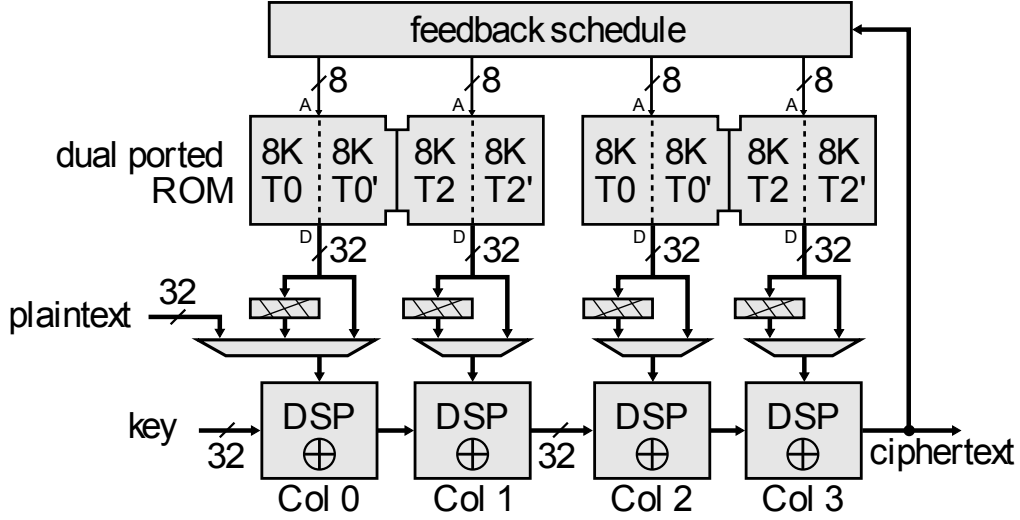 feedback schedule
8 8 8 8
A A A A
dual ported
ROM
8K 8K 8K 8K 8K 8K 8K 8K
T0 T0' T2 T2' T0 T0' T2 T2'
D D
32 32 32 32
plaintext 32
key 32
DSP DSP DSP DSP
32
ciphertext
Col 0 Col 1 Col 2 Col 3